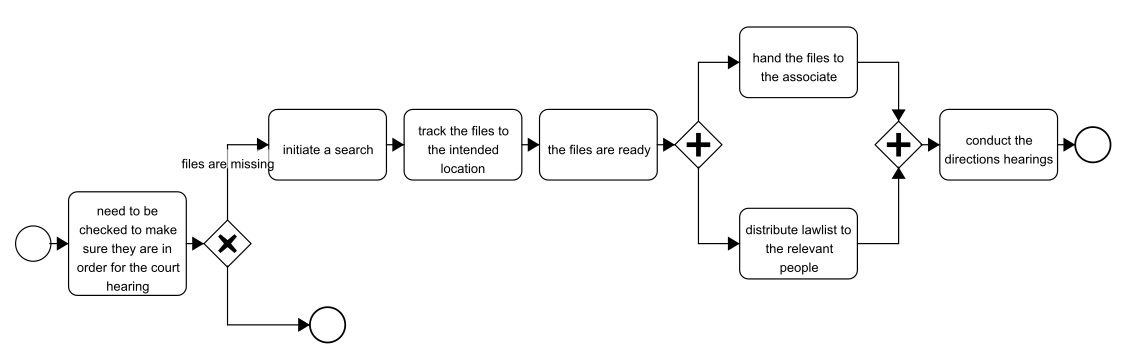 need to be
checked to make
sure they are in
order for the court
hearing
files are missing
initiate a search
track the files to
the intended
location
the files are ready
hand the files to
the associate
distribute lawlist to
the relevant
people
conduct the
directions hearings